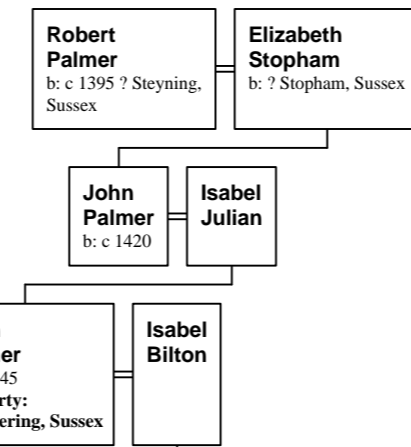 Robert
Palmer
b: c 1395 ? Steyning,
Sussex
Elizabeth
Stopham
b: ? Stopham, Sussex
John
Palmer
b: c 1420
Isabel
Julian
er
45
rty:
ering, Sussex
Isabel
Bilton